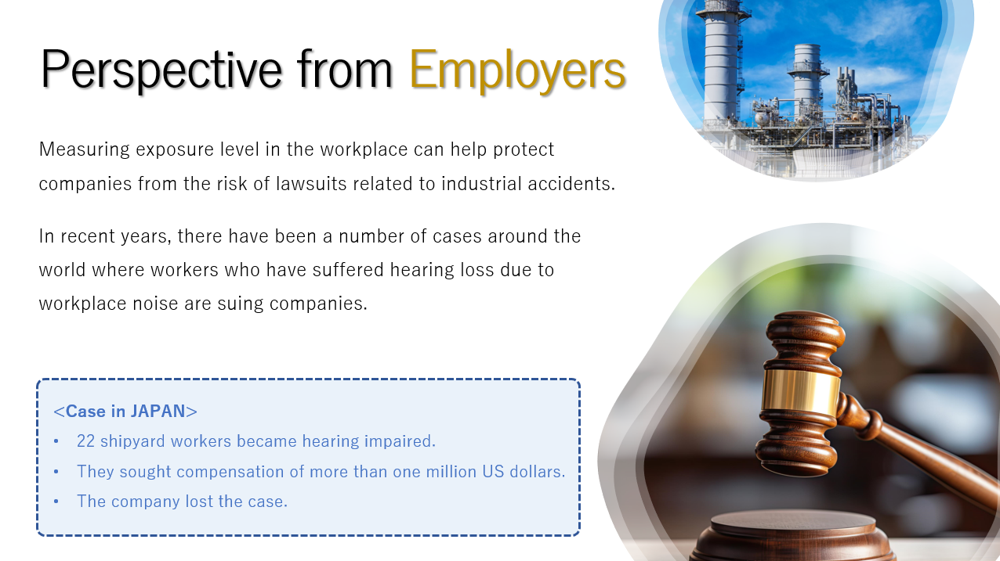 Perspective from Employers
Measuring exposure level in the workplace can help protect
companies from the risk of lawsuits related to industrial accidents.
In recent years, there have been a number of cases around the
world where workers who have suffered hearing loss due to
workplace noise are suing companies.
<Case in JAPAN>
• 22 shipyard workers became hearing impaired.
• They sought compensation of more than one million US dollars.
• The company lost the case.